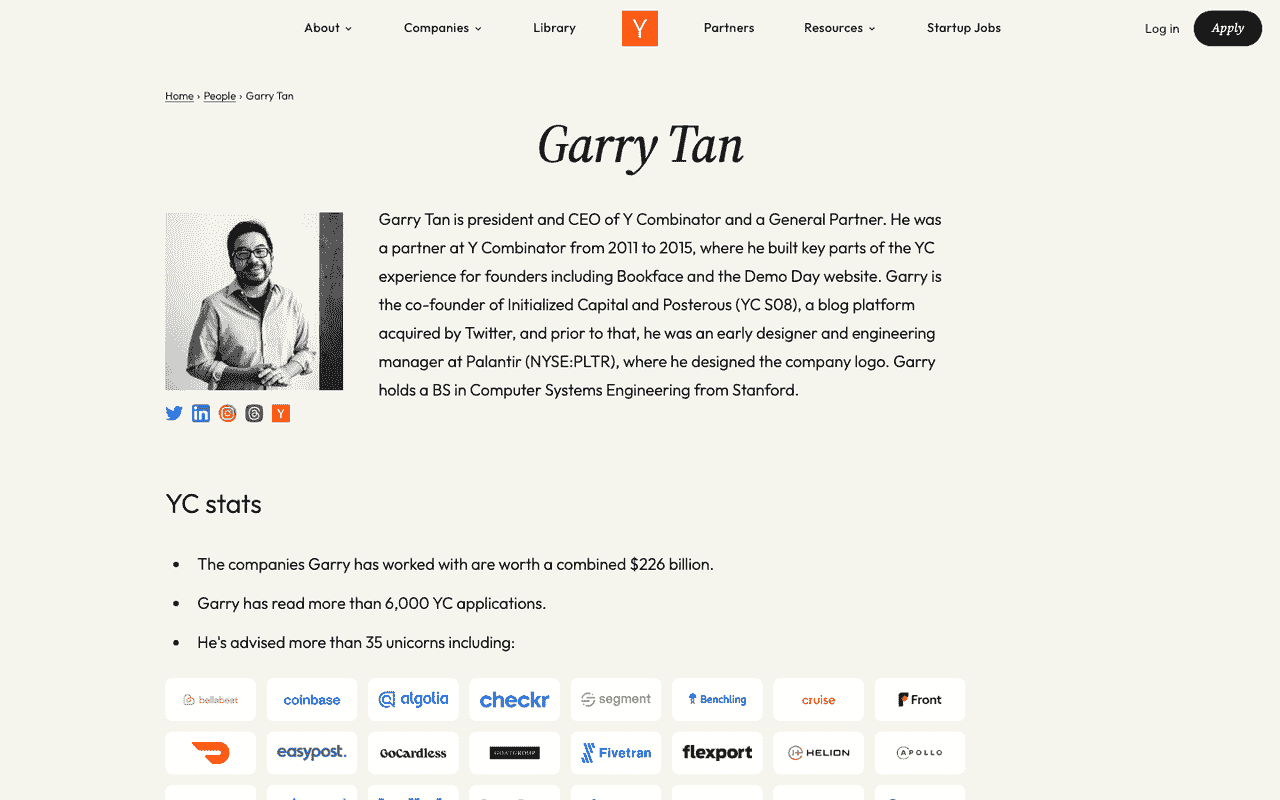 About Companies Library Y Partners Resources Startup Jobs Log in Apply
Home › People › Garry Tan
Garry Tan
Garry Tan is president and CEO of Y Combinator and a General Partner. He was
a partner at Y Combinator from 2011 to 2015, where he built key parts of the YC
experience for founders including Bookface and the Demo Day website. Garry is
the co-founder of Initialized Capital and Posterous (YC S08), a blog platform
acquired by Twitter, and prior to that, he was an early designer and engineering
manager at Palantir (NYSE:PLTR), where he designed the company logo. Garry
holds a BS in Computer Systems Engineering from Stanford.
in Y
YC stats
• The companies Garry has worked with are worth a combined $226 billion.
• Garry has read more than 6,000 YC applications.
• He's advised more than 35 unicorns including:
bellabeat coinbase algolia checkr segment Benchling cruise Front
easypost. GoCardless GOATGROUP Fivetran flexport HELION APOLLO